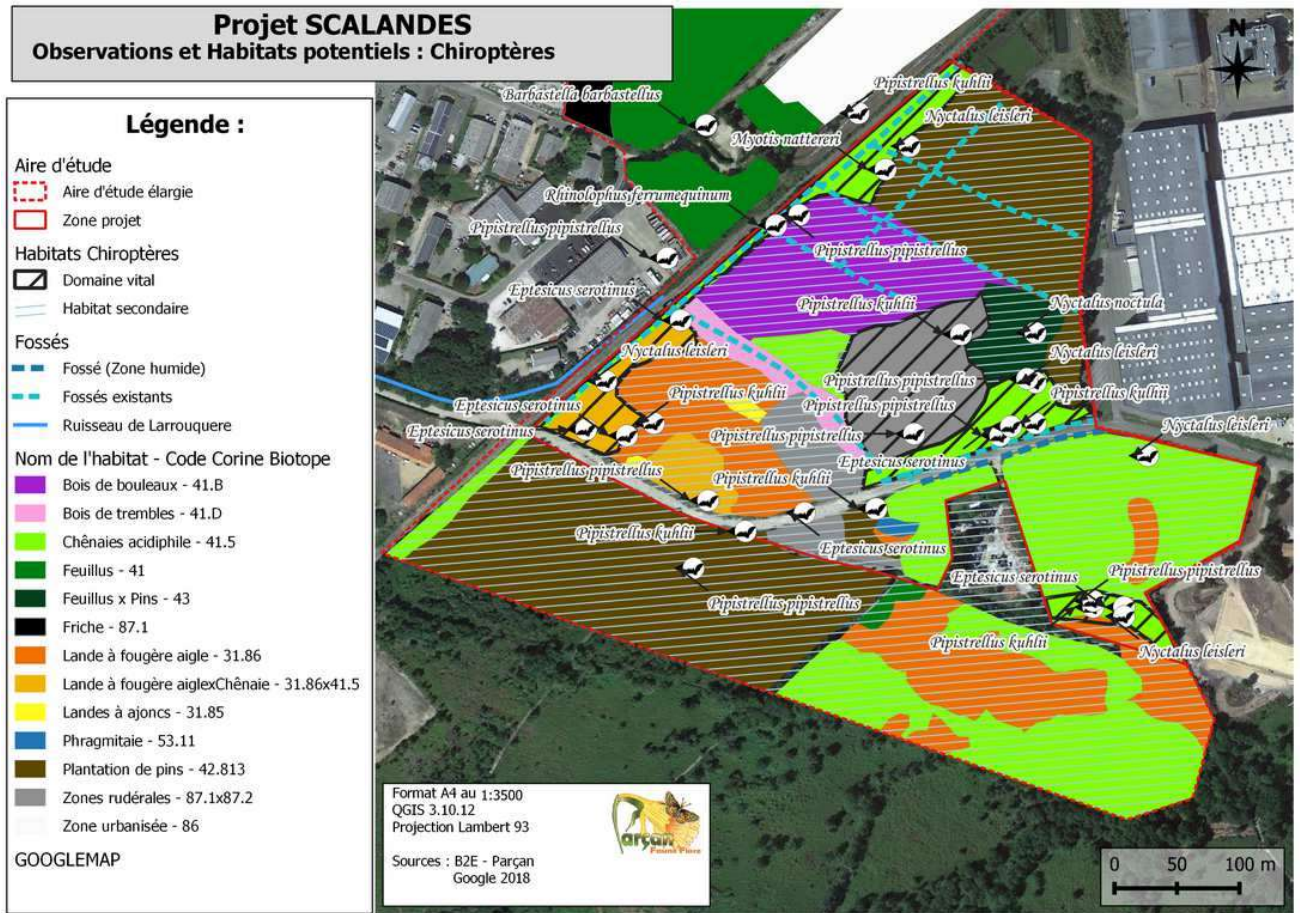 Projet SCALANDES
Observations et Habitats potentiels : Chiroptères
Légende :
Aire d'étude
Aire d'étude élargie
Zone projet
Habitats Chiroptères
Domaine vital
Habitat secondaire
Fossés
Fossé (Zone humide)
Fossés existants
Ruisseau de Larrouquere
Nom de l'habitat - Code Corine Biotope
Bois de bouleaux - 41.B
Bois de trembles - 41.D
Chênaies acidiphile - 41.5
Feuillus - 41
Feuillus x Pins - 43
Friche - 87.1
Lande à fougère aigle - 31.86
Lande à fougère aiglexChênaie - 31.86x41.5
Landes à ajoncs - 31.85
Phragmitaie - 53.11
Plantation de pins - 42.813
Zones rudérales - 87.1x87.2
Zone urbanisée - 86
GOOGLEMAP
N
Pipistrellus kuhlii
Barbastella barbastellus
Nyctalus leisleri
Myotis nattereri
Rhinolophus ferrumequinum
Pipistrellus pipistrellus
Pipistrellus pipistrellus
Eptesicus serotinus
Pipistrellus kuhlii
Nyctalus noctula
Nyctalus leisleri
Nyctalus leisleri
Pipistrellus pipistrellus
Pipistrellus kuhlii
Pipistrellus kulhii
Eptesicus serotinus
Pipistrellus pipistrellus
Eptesicus serotinus
Pipistrellus pipistrellus
Nyctalus leisleri
Eptesicus serotinus
Pipistrellus pipistrellus
Pipistrellus kuhlii
Pipistrellus kuhlii
Eptesicus serotinus
Eptesicus serotinus
Pipistrellus pipistrellus
Pipistrellus pipistrellus
Pipistrellus kuhlii
Nyctalus leisleri
Format A4 au 1:3500
QGIS 3.10.12
Projection Lambert 93
Sources : B2E - Parçan
Google 2018
Parçan
Fauna Flora
0 50 100 m